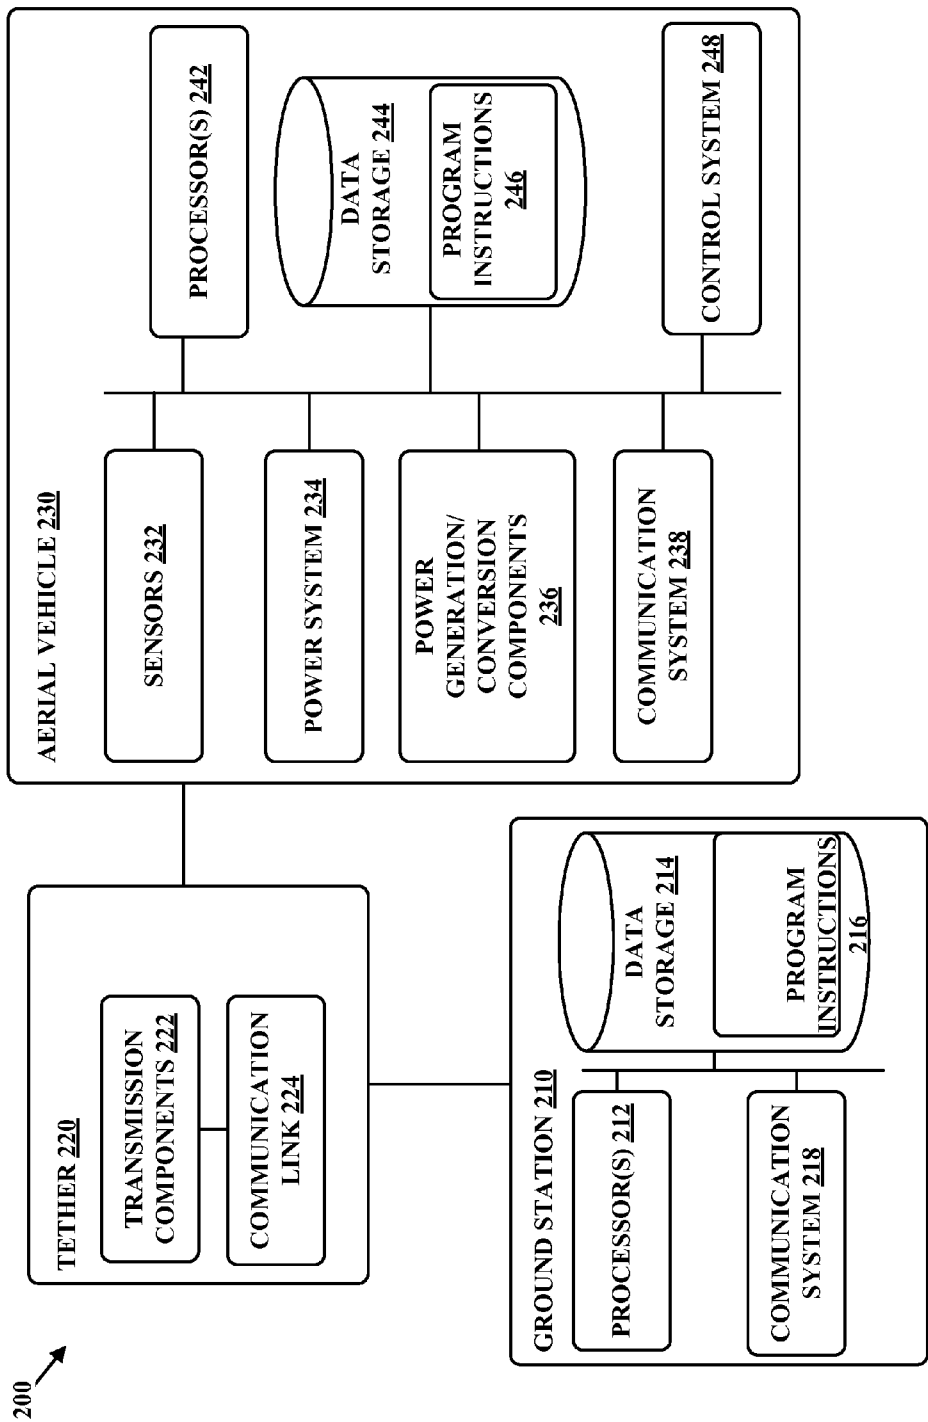 200
TETHER 220
TRANSMISSION
COMPONENTS 222
COMMUNICATION
LINK 224
AERIAL VEHICLE 230
SENSORS 232
POWER SYSTEM 234
POWER
GENERATION/
CONVERSION
COMPONENTS
236
COMMUNICATION
SYSTEM 238
PROCESSOR(S) 242
DATA
STORAGE 244
PROGRAM
INSTRUCTIONS
246
CONTROL SYSTEM 248
GROUND STATION 210
PROCESSOR(S) 212
COMMUNICATION
SYSTEM 218
DATA
STORAGE 214
PROGRAM
INSTRUCTIONS
216